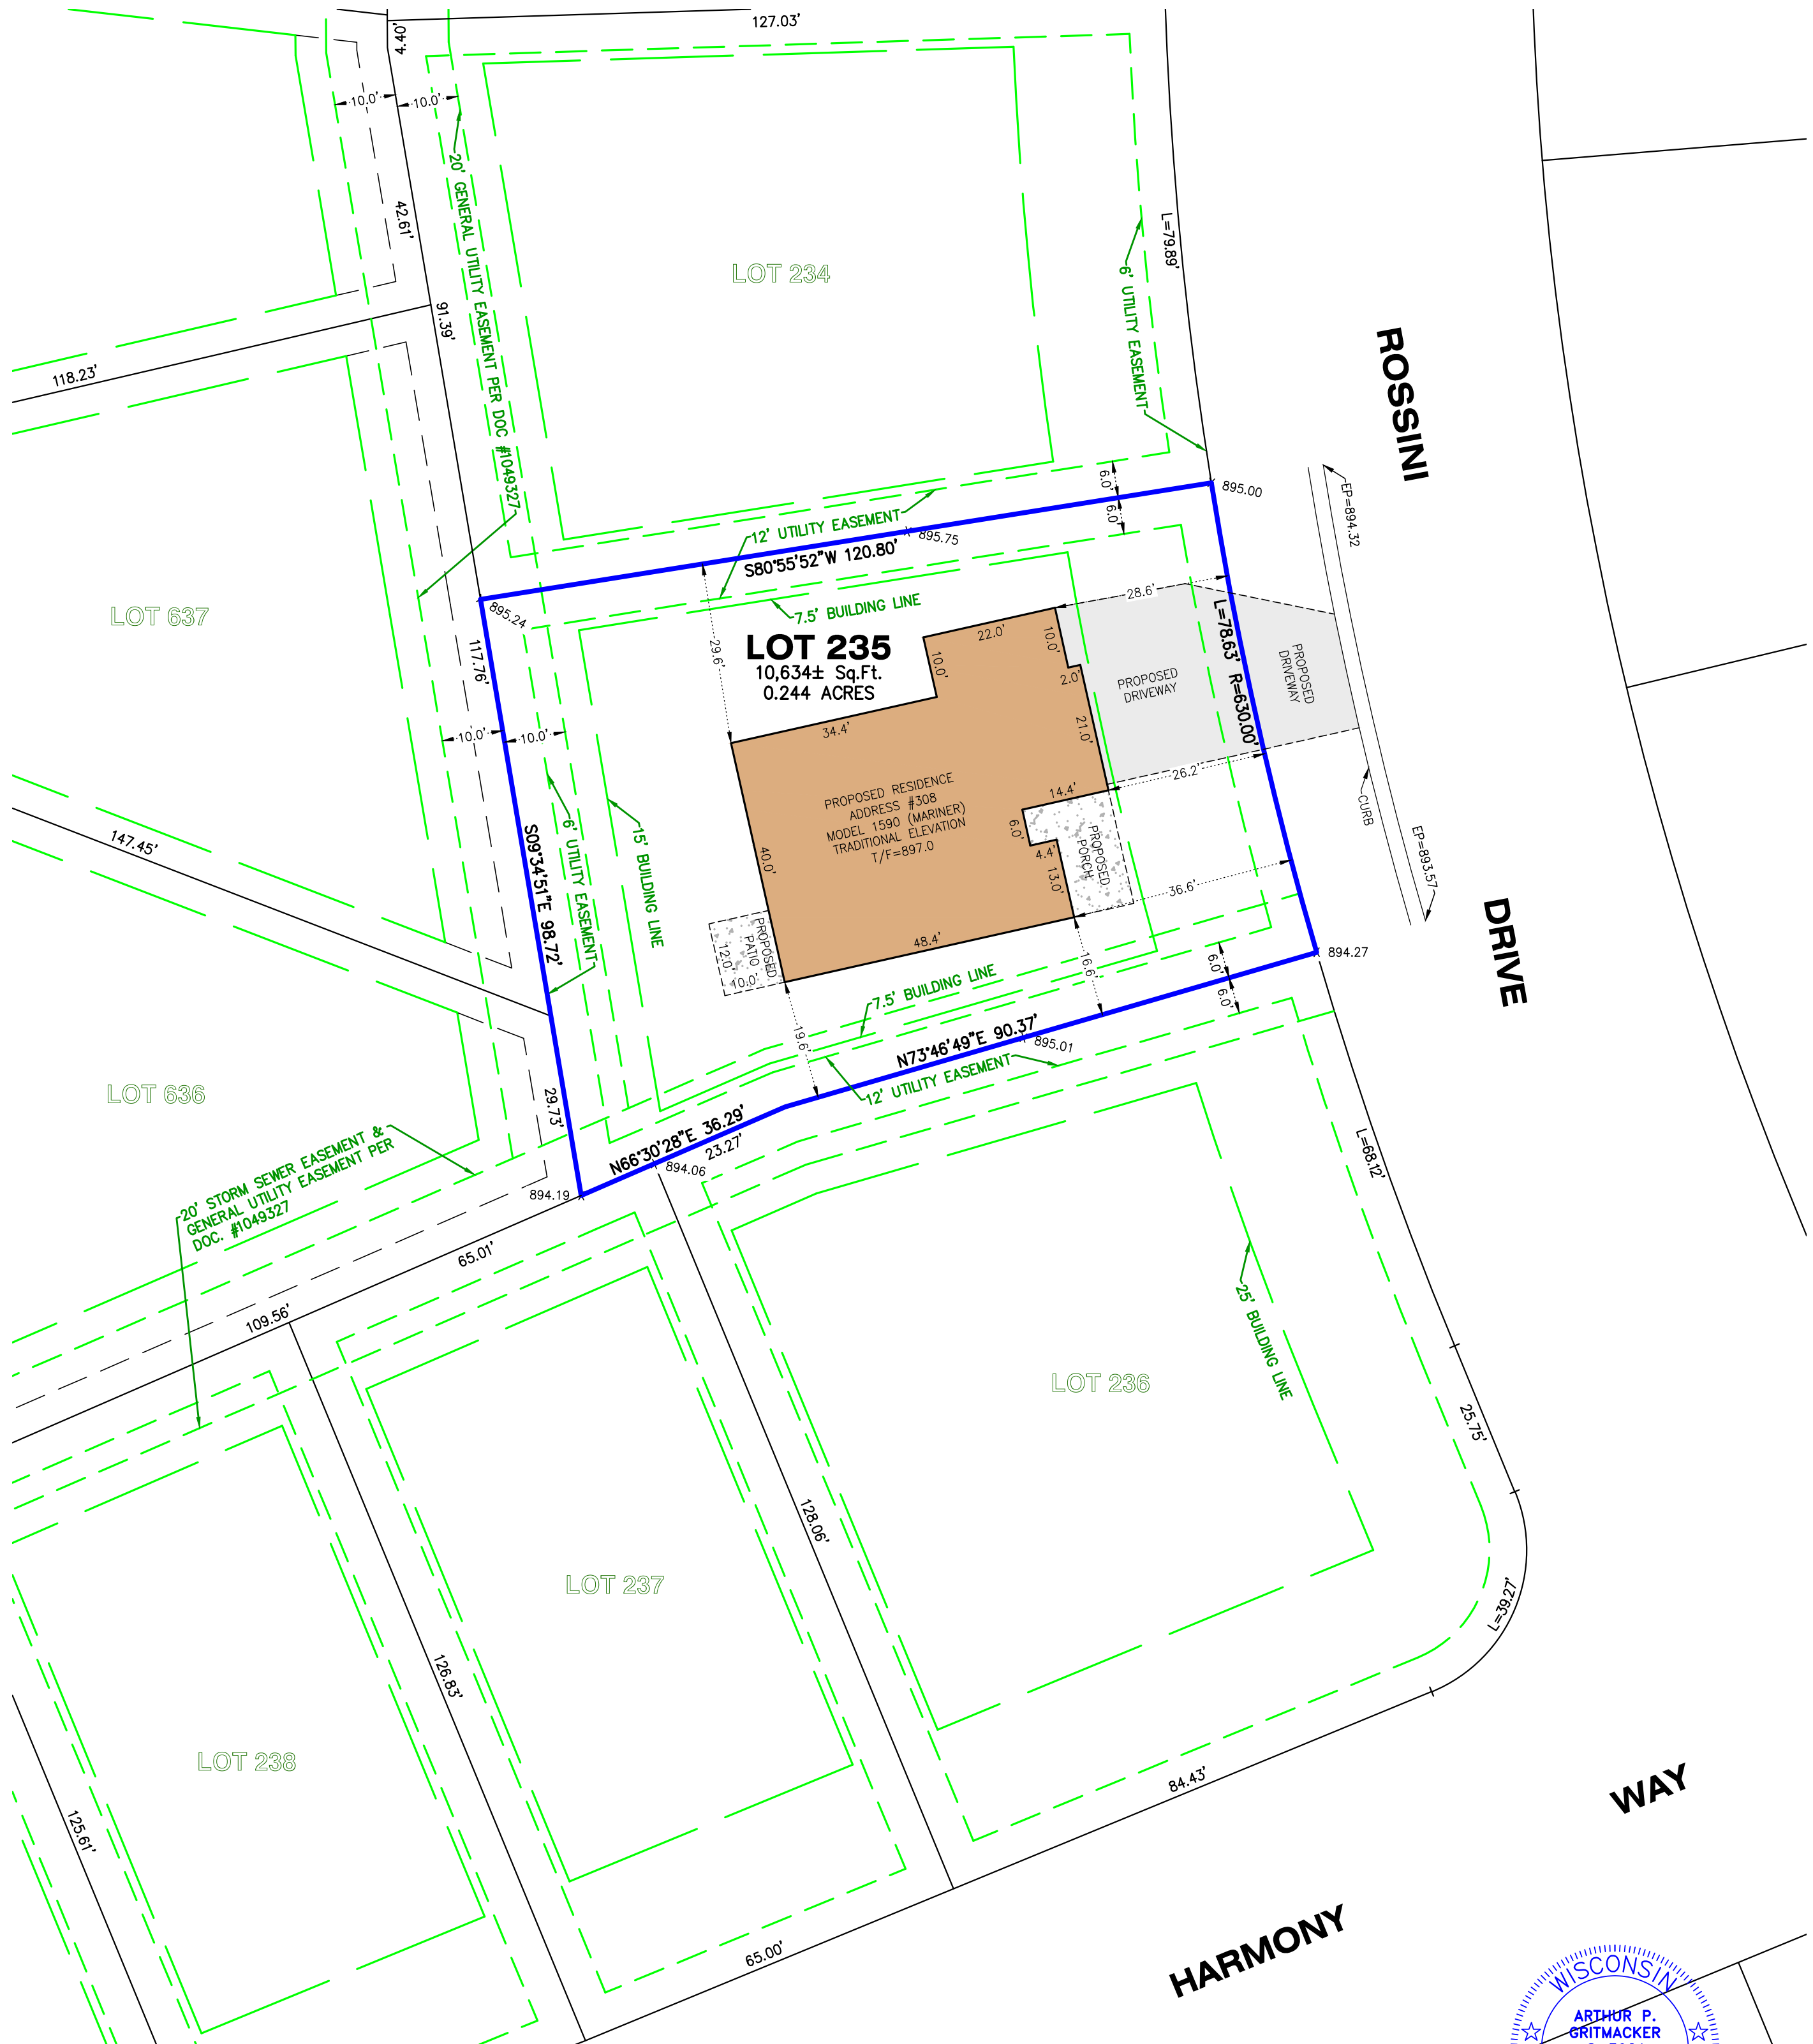 127.03'
4.40'
10.0'
10.0'
20' GENERAL UTILITY EASEMENT PER DOC #1049327
42.61'
91.39'
118.23'
LOT 234
L=79.89'
6' UTILITY EASEMENT
ROSSINI
DRIVE
6.0'
6.0'
895.00
EP=894.32
12' UTILITY EASEMENT
895.75
S80°55'52"W 120.80'
7.5' BUILDING LINE
LOT 637
895.24
117.76'
29.6'
LOT 235
10,634± Sq.Ft.
0.244 ACRES
22.0'
10.0'
10.0'
2.0'
28.6'
L=78.63' R=630.00'
PROPOSED
DRIVEWAY
PROPOSED
DRIVEWAY
34.4'
21.0'
10.0'
10.0'
PROPOSED RESIDENCE
ADDRESS #308
MODEL 1590 (MARINER)
TRADITIONAL ELEVATION
T/F=897.0
14.4'
26.2'
6.0'
4.4'
13.0'
PROPOSED
PORCH
36.6'
CURB
EP=893.57
40.0'
147.45'
S09°34'51"E 98.72'
6' UTILITY EASEMENT
15' BUILDING LINE
PROPOSED
PATIO
12.0'
10.0'
48.4'
16.6'
6.0'
6.0'
894.27
7.5' BUILDING LINE
19.6'
N73°46'49"E 90.37'
895.01
12' UTILITY EASEMENT
LOT 636
29.73'
N66°30'28"E 36.29'
23.27'
894.06
894.19
20' STORM SEWER EASEMENT &
GENERAL UTILITY EASEMENT PER
DOC. #1049327
L=68.12'
65.01'
109.56'
25' BUILDING LINE
LOT 236
25.75'
128.06'
LOT 237
L=39.27'
126.83'
LOT 238
125.61'
84.43'
WAY
HARMONY
65.00'
WISCONSIN
ARTHUR P.
GRITMACKER